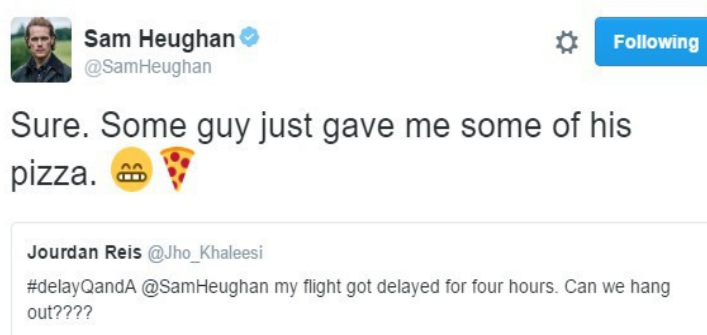 Sam Heughan
@SamHeughan
Following
Sure. Some guy just gave me some of his
pizza. 😁🍕
Jourdan Reis @Jho_Khaleesi
#delayQandA @SamHeughan my flight got delayed for four hours. Can we hang
out????